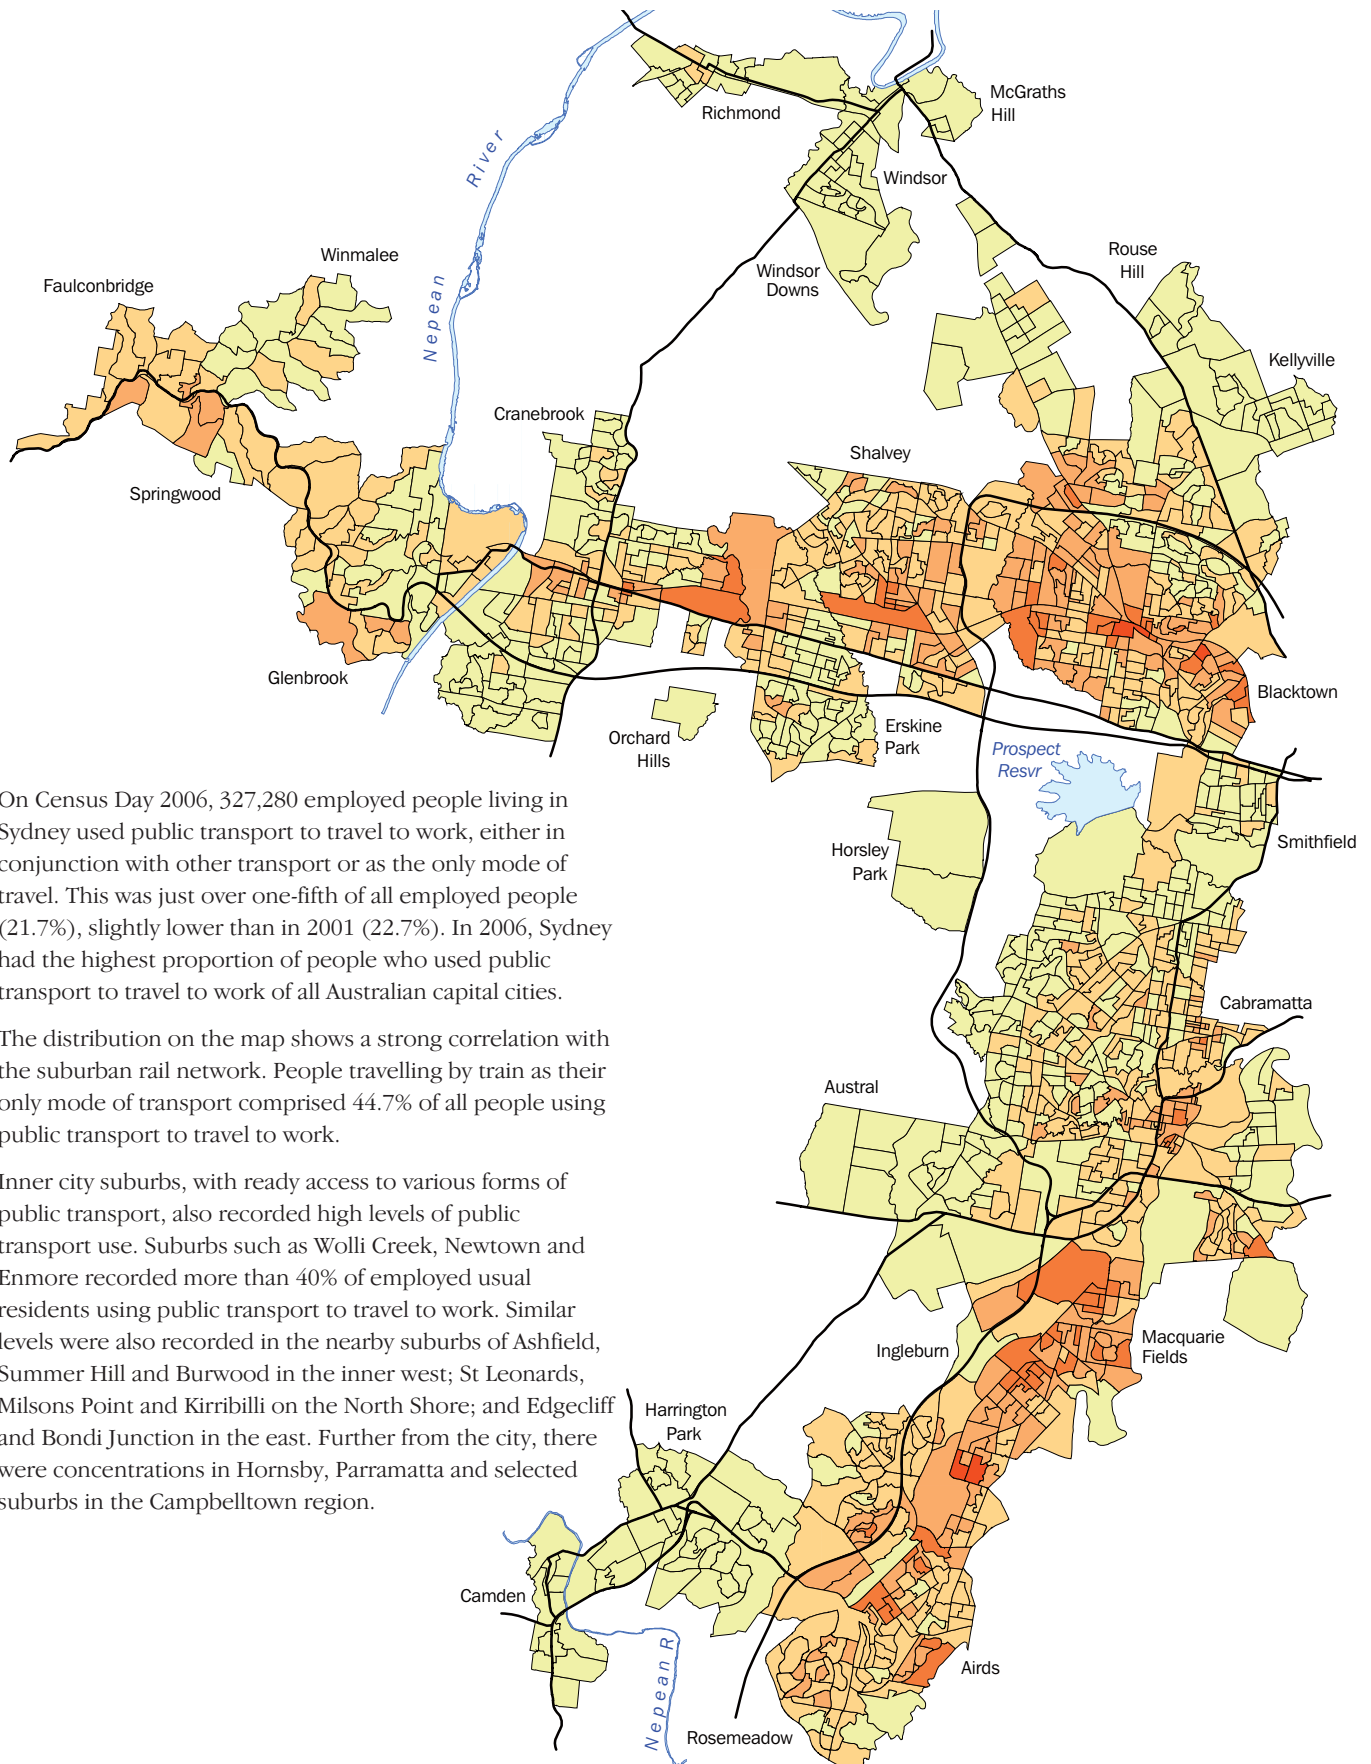 McGraths
Hill
Richmond
River
Windsor
Winmalee
Rouse
Hill
Windsor
Downs
Faulconbridge
Nepean
Kellyville
Cranebrook
Shalvey
Springwood
Glenbrook
Blacktown
Erskine
Park
Orchard
Hills
Prospect
Resvr
Smithfield
Horsley
Park
On Census Day 2006, 327,280 employed people living in
Sydney used public transport to travel to work, either in
conjunction with other transport or as the only mode of
travel. This was just over one-fifth of all employed people
(21.7%), slightly lower than in 2001 (22.7%). In 2006, Sydney
had the highest proportion of people who used public
transport to travel to work of all Australian capital cities.
The distribution on the map shows a strong correlation with
the suburban rail network. People travelling by train as their
only mode of transport comprised 44.7% of all people using
public transport to travel to work.
Inner city suburbs, with ready access to various forms of
public transport, also recorded high levels of public
transport use. Suburbs such as Wolli Creek, Newtown and
Enmore recorded more than 40% of employed usual
residents using public transport to travel to work. Similar
levels were also recorded in the nearby suburbs of Ashfield,
Summer Hill and Burwood in the inner west; St Leonards,
Milsons Point and Kirribilli on the North Shore; and Edgecliff
and Bondi Junction in the east. Further from the city, there
were concentrations in Hornsby, Parramatta and selected
suburbs in the Campbelltown region.
Cabramatta
Austral
Macquarie
Fields
Ingleburn
Harrington
Park
Camden
Airds
Nepean R
Rosemeadow